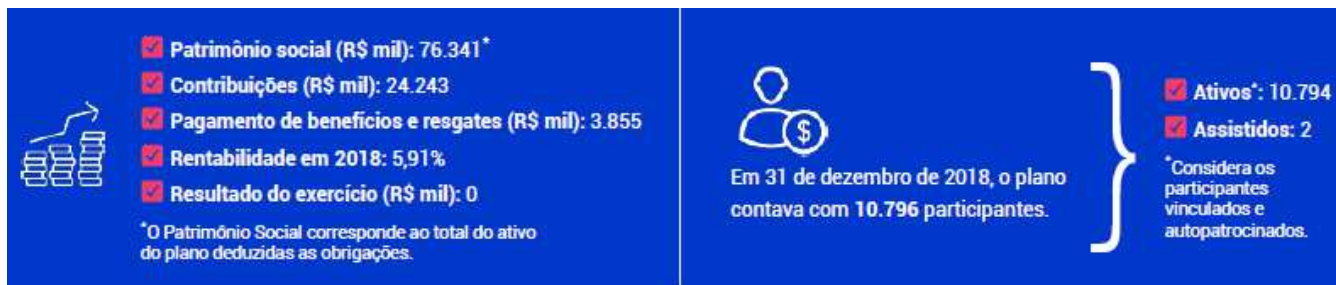 Patrimônio social (R$ mil): 76.341*
Contribuições (R$ mil): 24.243
Pagamento de benefícios e resgates (R$ mil): 3.855
Rentabilidade em 2018: 5,91%
Resultado do exercício (R$ mil): 0
*O Patrimônio Social corresponde ao total do ativo
do plano deduzidas as obrigações.
$
Em 31 de dezembro de 2018, o plano
contava com 10.796 participantes.
Ativos*: 10.794
Assistidos: 2
*Considera os
participantes
vinculados e
autopatrocinados.